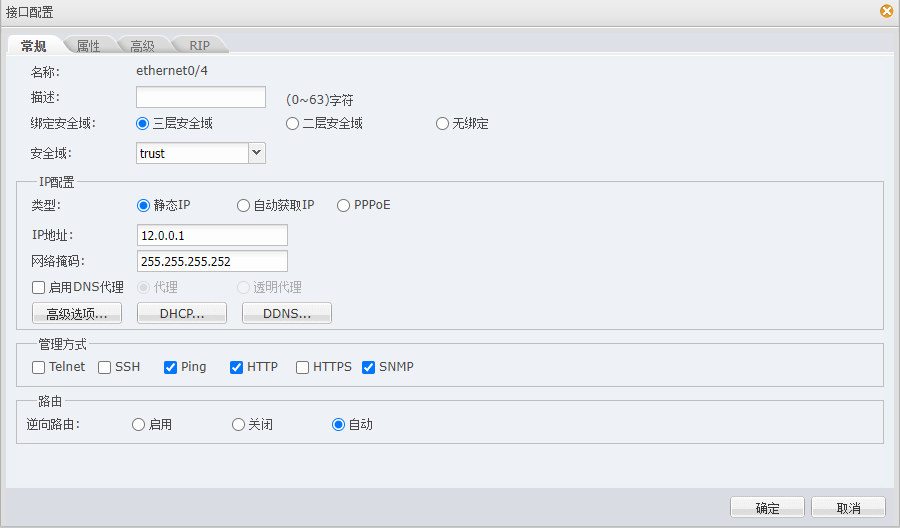 接口配置
常规 属性 高级 RIP
名称: ethernet0/4
描述: (0~63)字符
绑定安全域: 三层安全域 二层安全域 无绑定
安全域: trust
IP配置
类型: 静态IP 自动获取IP PPPoE
IP地址: 12.0.0.1
网络掩码: 255.255.255.252
启用DNS代理 代理 透明代理
高级选项... DHCP... DDNS...
管理方式
Telnet SSH Ping HTTP HTTPS SNMP
路由
逆向路由: 启用 关闭 自动
确定 取消